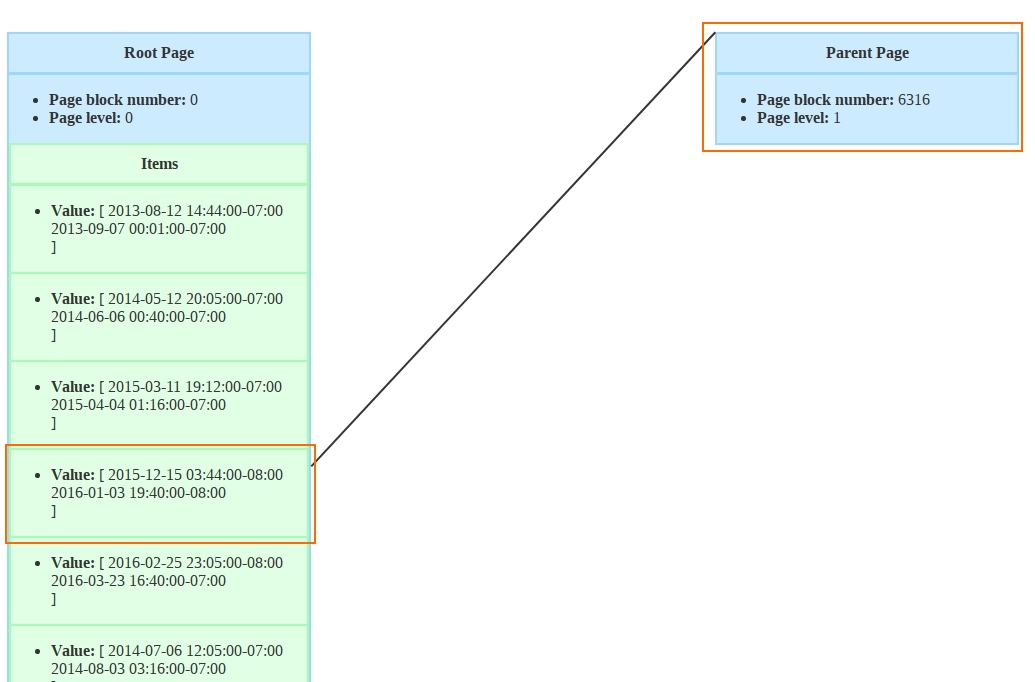 Root Page
Page block number: 0
Page level: 0
Items
Value: [ 2013-08-12 14:44:00-07:00
2013-09-07 00:01:00-07:00
]
Value: [ 2014-05-12 20:05:00-07:00
2014-06-06 00:40:00-07:00
]
Value: [ 2015-03-11 19:12:00-07:00
2015-04-04 01:16:00-07:00
]
Value: [ 2015-12-15 03:44:00-08:00
2016-01-03 19:40:00-08:00
]
Value: [ 2016-02-25 23:05:00-08:00
2016-03-23 16:40:00-07:00
]
Value: [ 2014-07-06 12:05:00-07:00
2014-08-03 03:16:00-07:00
Parent Page
Page block number: 6316
Page level: 1